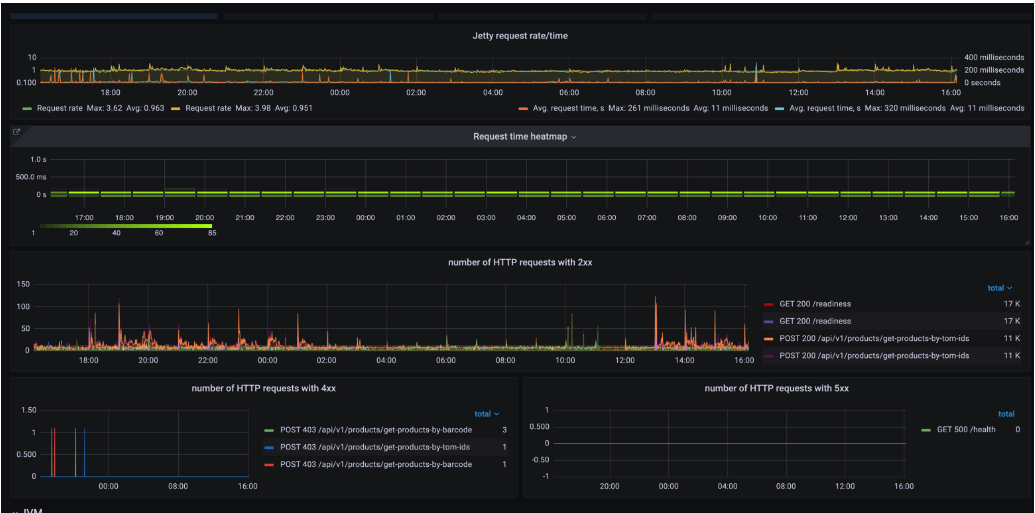 Jetty request rate/time
10
1
0.100
400 milliseconds
200 milliseconds
0 seconds
18:00 20:00 22:00 00:00 02:00 04:00 06:00 08:00 10:00 12:00 14:00 16:00
Request rate Max: 3.62 Avg: 0.963 Request rate Max: 3.98 Avg: 0.951 Avg. request time, s Max: 261 milliseconds Avg: 11 milliseconds Avg. request time, s Max: 320 milliseconds Avg: 11 milliseconds
Request time heatmap
1.0 s
500.0 ms
0 s
17:00 18:00 19:00 20:00 21:00 22:00 23:00 00:00 01:00 02:00 03:00 04:00 05:00 06:00 07:00 08:00 09:00 10:00 11:00 12:00 13:00 14:00 15:00 16:00
1 20 40 60 85
number of HTTP requests with 2xx
150
100
50
0
18:00 20:00 22:00 00:00 02:00 04:00 06:00 08:00 10:00 12:00 14:00 16:00
total
GET 200 /readiness 17 K
GET 200 /readiness 17 K
POST 200 /api/v1/products/get-products-by-tom-ids 11 K
POST 200 /api/v1/products/get-products-by-tom-ids 11 K
number of HTTP requests with 4xx
1.50
1
0.500
0
00:00 08:00 16:00
total
POST 403 /api/v1/products/get-products-by-barcode 3
POST 403 /api/v1/products/get-products-by-tom-ids 1
POST 403 /api/v1/products/get-products-by-barcode 1
number of HTTP requests with 5xx
1
0.500
0
-0.50
-1
20:00 00:00 04:00 08:00 12:00 16:00
total
GET 500 /health 0
JVM